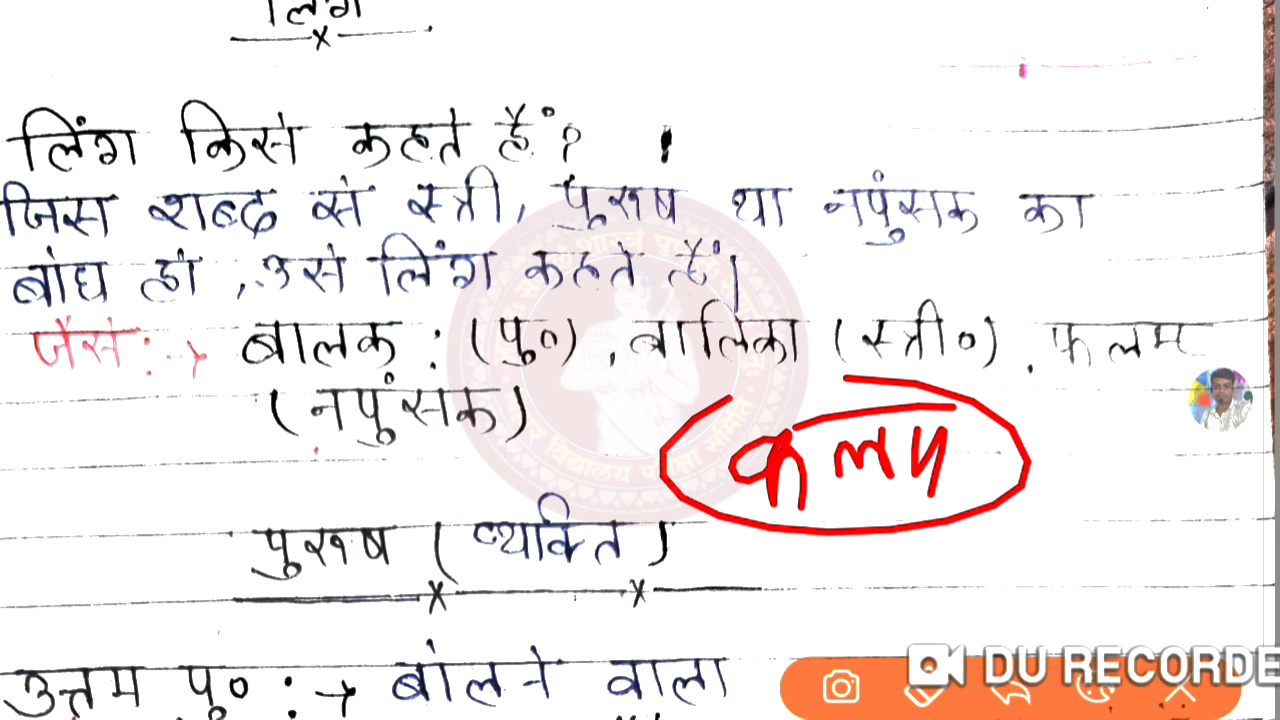 लिंग
लिंग किसे कहते हैं?
जिस शब्द से स्त्री, पुरुष या नपुंसक का
बोध हो , उसे लिंग कहते हैं।
जैसे :→ बालक : (पु०) , बालिका (स्त्री०) , फलम
(नपुंसक)
कलम
पुरुष ( व्यक्ति )
उत्तम पु० :→ बोलने वाला
DU RECORDE